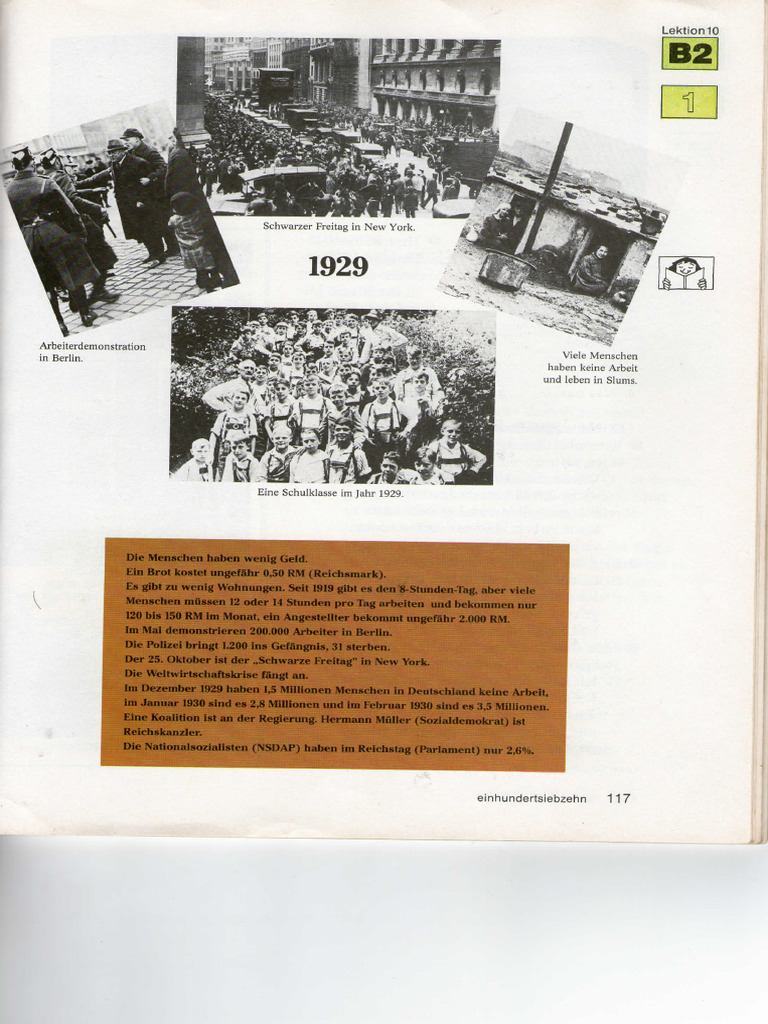 Lektion 10
B2
1
Schwarzer Freitag in New York.
1929
Arbeiterdemonstration
in Berlin.
Viele Menschen
haben keine Arbeit
und leben in Slums.
Eine Schulklasse im Jahr 1929.
Die Menschen haben wenig Geld.
Ein Brot kostet ungefähr 0,50 RM (Reichsmark).
Es gibt zu wenig Wohnungen. Seit 1919 gibt es den 8-Stunden-Tag, aber viele
Menschen müssen 12 oder 14 Stunden pro Tag arbeiten und bekommen nur
120 bis 150 RM im Monat, ein Angestellter bekommt ungefähr 2.000 RM.
Im Mai demonstrieren 200.000 Arbeiter in Berlin.
Die Polizei bringt 1.200 ins Gefängnis, 31 sterben.
Der 25. Oktober ist der „Schwarze Freitag" in New York.
Die Weltwirtschaftskrise fängt an.
Im Dezember 1929 haben 1,5 Millionen Menschen in Deutschland keine Arbeit,
im Januar 1930 sind es 2,8 Millionen und im Februar 1930 sind es 3,5 Millionen.
Eine Koalition ist an der Regierung. Hermann Müller (Sozialdemokrat) ist
Reichskanzler.
Die Nationalsozialisten (NSDAP) haben im Reichstag (Parlament) nur 2,6%.
einhundertsiebzehn 117